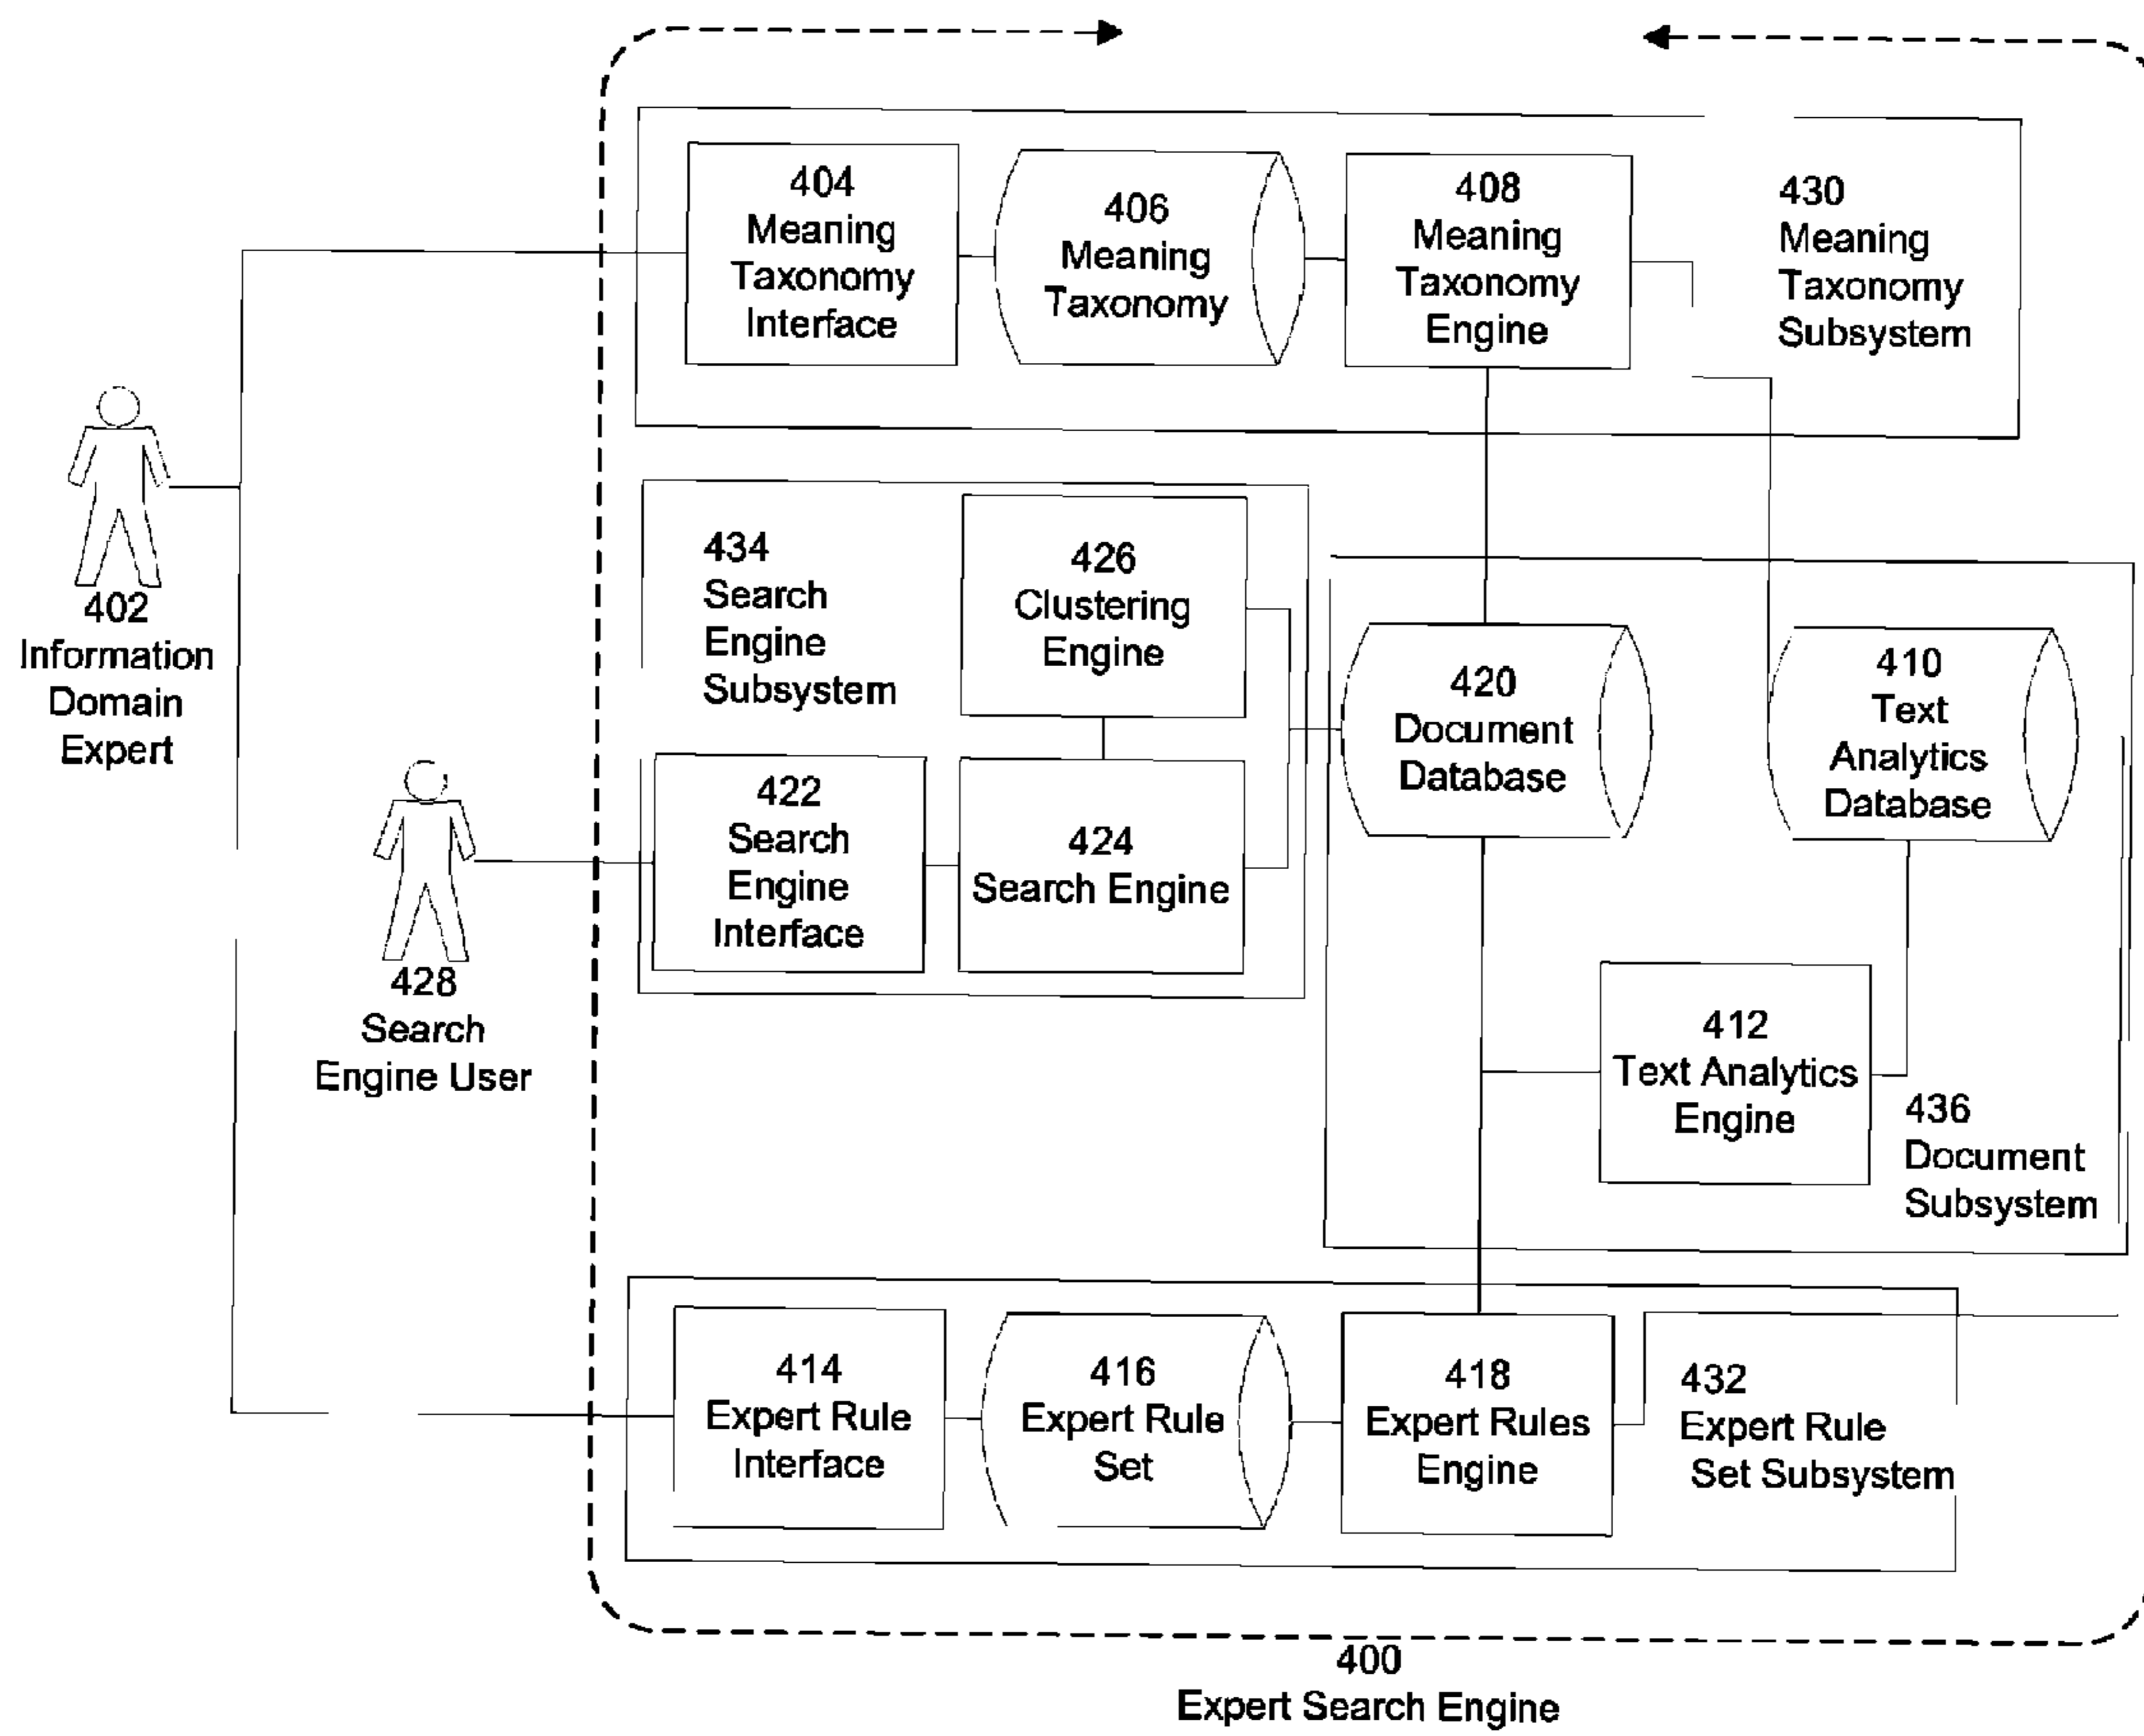 404
Meaning
Taxonomy
Interface
406
Meaning
Taxonomy
408
Meaning
Taxonomy
Engine
430
Meaning
Taxonomy
Subsystem
402
Information
Domain
Expert
434
Search
Engine
Subsystem
426
Clustering
Engine
420
Document
Database
410
Text
Analytics
Database
422
Search
Engine
Interface
424
Search Engine
428
Search
Engine User
412
Text Analytics
Engine
436
Document
Subsystem
414
Expert Rule
Interface
416
Expert Rule
Set
418
Expert Rules
Engine
432
Expert Rule
Set Subsystem
400
Expert Search Engine